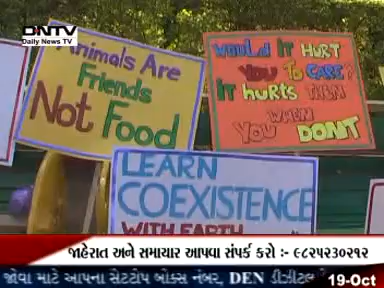 DNTV
Daily News TV
Animals Are
Friends
Not Food
WOULD IT HURT
YOU TO CARE?
IT HURTS THEM
WHEN
YOU DONT
LEARN
COEXISTENCE
WITH EARTH
જાહેરાત અને સમાચાર આપવા સંપર્ક કરો :- ૯૮૨૫૨૩૦૨૧૨
જોવા માટે આપના સેટટોપ બોક્સ નંબર, DEN ડીઝીટલ
19-Oct